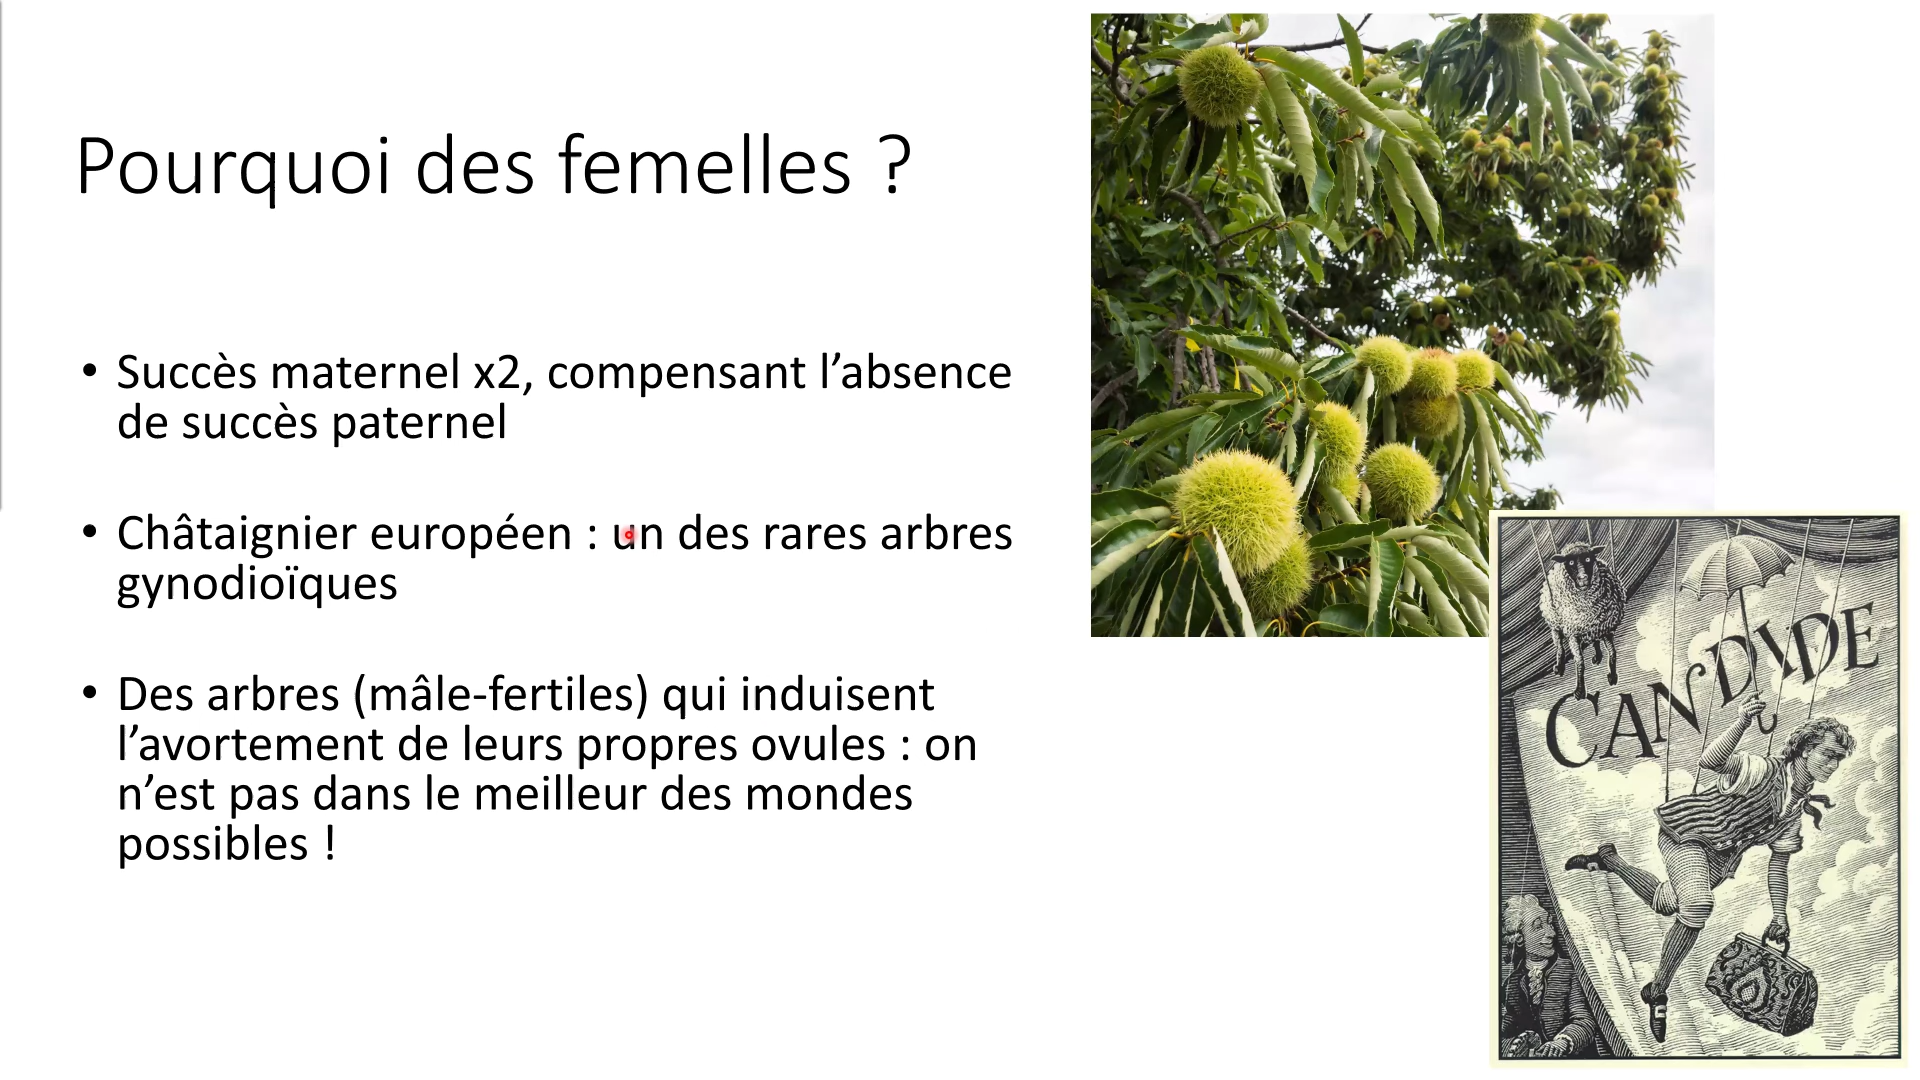 Pourquoi des femelles ?
• Succès maternel x2, compensant l’absence
de succès paternel
• Châtaignier européen : un des rares arbres
gynodioïques
• Des arbres (mâle-fertiles) qui induisent
l’avortement de leurs propres ovules : on
n’est pas dans le meilleur des mondes
possibles !
CANDIDE